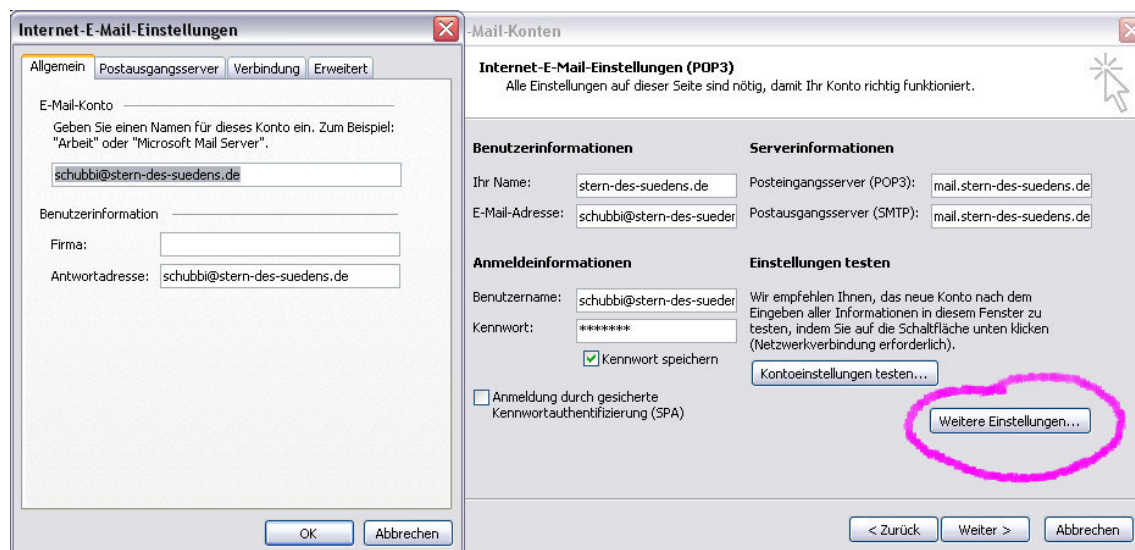 Internet-E-Mail-Einstellungen
Allgemein Postausgangsserver Verbindung Erweitert
E-Mail-Konto
Geben Sie einen Namen für dieses Konto ein. Zum Beispiel:
"Arbeit" oder "Microsoft Mail Server".
schubbi@stern-des-suedens.de
Benutzerinformation
Firma:
Antwortadresse: schubbi@stern-des-suedens.de
OK Abbrechen
-Mail-Konten
Internet-E-Mail-Einstellungen (POP3)
Alle Einstellungen auf dieser Seite sind nötig, damit Ihr Konto richtig funktioniert.
Benutzerinformationen
Ihr Name: stern-des-suedens.de
E-Mail-Adresse: schubbi@stern-des-sueder
Serverinformationen
Posteingangsserver (POP3): mail.stern-des-suedens.de
Postausgangsserver (SMTP): mail.stern-des-suedens.de
Anmeldeinformationen
Benutzername: schubbi@stern-des-sueder
Kennwort: *******
Kennwort speichern
Anmeldung durch gesicherte
Kennwortauthentifizierung (SPA)
Einstellungen testen
Wir empfehlen Ihnen, das neue Konto nach dem
Eingeben aller Informationen in diesem Fenster zu
testen, indem Sie auf die Schaltfläche unten klicken
(Netzwerkverbindung erforderlich).
Kontoeinstellungen testen...
Weitere Einstellungen...
< Zurück Weiter > Abbrechen